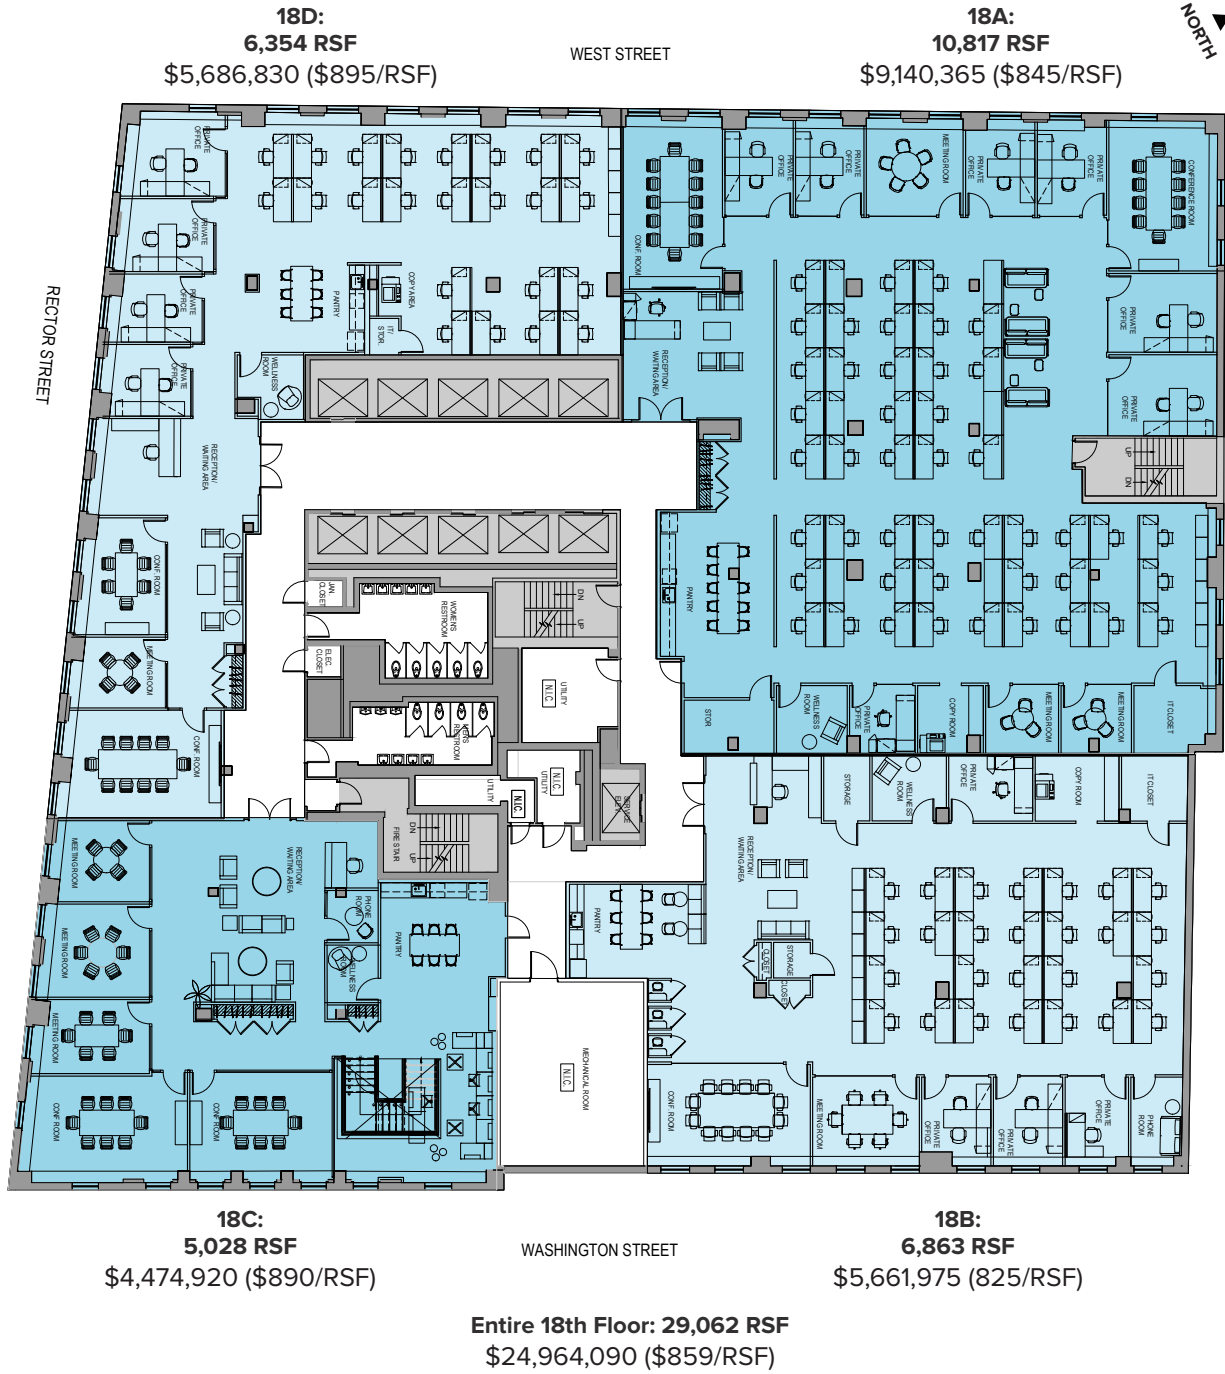 18D:
6,354 RSF
$5,686,830 ($895/RSF)
WEST STREET
18A:
10,817 RSF
$9,140,365 ($845/RSF)
NORTH
RECTOR STREET
PRIVATE
OFFICE
PRIVATE
OFFICE
PRIVATE
OFFICE
PRIVATE
OFFICE
PANTRY
COPY AREA
IT/
STOR.
WELLNESS
ROOM
RECEPTION/
WAITING AREA
CONF. ROOM
MEETING ROOM
CONF. ROOM
CONF. ROOM
PRIVATE
OFFICE
PRIVATE
OFFICE
MEETING ROOM
PRIVATE
OFFICE
PRIVATE
OFFICE
CONFERENCE ROOM
PRIVATE
OFFICE
PRIVATE
OFFICE
RECEPTION/
WAITING AREA
UP
DN
PANTRY
STOR
WELLNESS
ROOM
PRIVATE
OFFICE
COPY ROOM
MEETING ROOM
MEETING ROOM
IT CLOSET
JAN.
CLOSET
WOMEN'S
RESTROOM
DN
UP
ELEC.
CLOSET
UTILITY
N.I.C.
MEN'S
RESTROOM
UTILITY
N.I.C.
UTILITY
N.I.C.
SERVICE
ELEV.
FIRE STAIR
DN
UP
MEETING ROOM
RECEPTION/
WAITING AREA
PHONE
ROOM
PANTRY
MEETING ROOM
WELLNESS
ROOM
MEETING ROOM
CONF. ROOM
CONF. ROOM
MECHANICAL ROOM
N.I.C.
STORAGE
WELLNESS
ROOM
PRIVATE
OFFICE
COPY ROOM
IT CLOSET
RECEPTION/
WAITING AREA
PANTRY
CLOSET
STORAGE
CLOSET
CONF. ROOM
MEETING ROOM
PRIVATE
OFFICE
PRIVATE
OFFICE
PRIVATE
OFFICE
PHONE
ROOM
18C:
5,028 RSF
$4,474,920 ($890/RSF)
WASHINGTON STREET
18B:
6,863 RSF
$5,661,975 (825/RSF)
Entire 18th Floor: 29,062 RSF
$24,964,090 ($859/RSF)